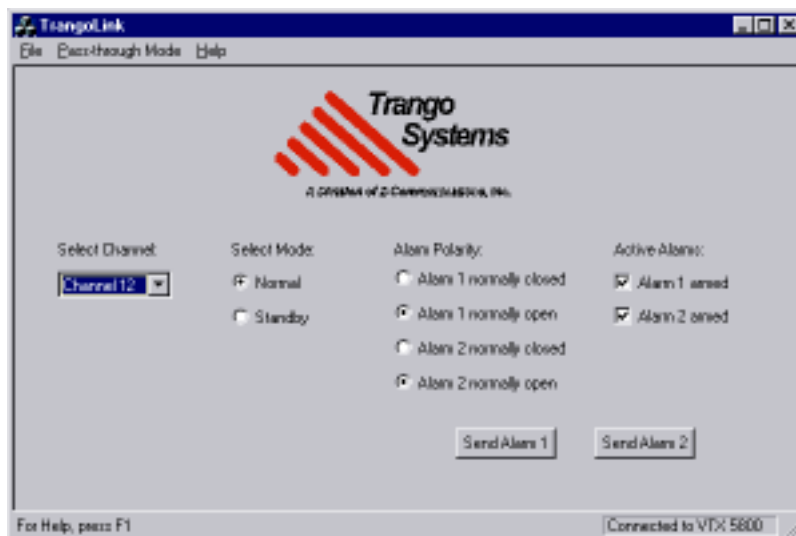 TrangoLink
File Pass-through Mode Help
Trango
Systems
A Division of Communications, Inc.
Select Channel:
Channel 12
Select Mode:
Normal
Standby
Alarm Polarity:
Alarm 1 normally closed
Alarm 1 normally open
Alarm 2 normally closed
Alarm 2 normally open
Active Alarms:
Alarm 1 armed
Alarm 2 armed
Send Alarm 1
Send Alarm 2
For Help, press F1
Connected to VTX 5800